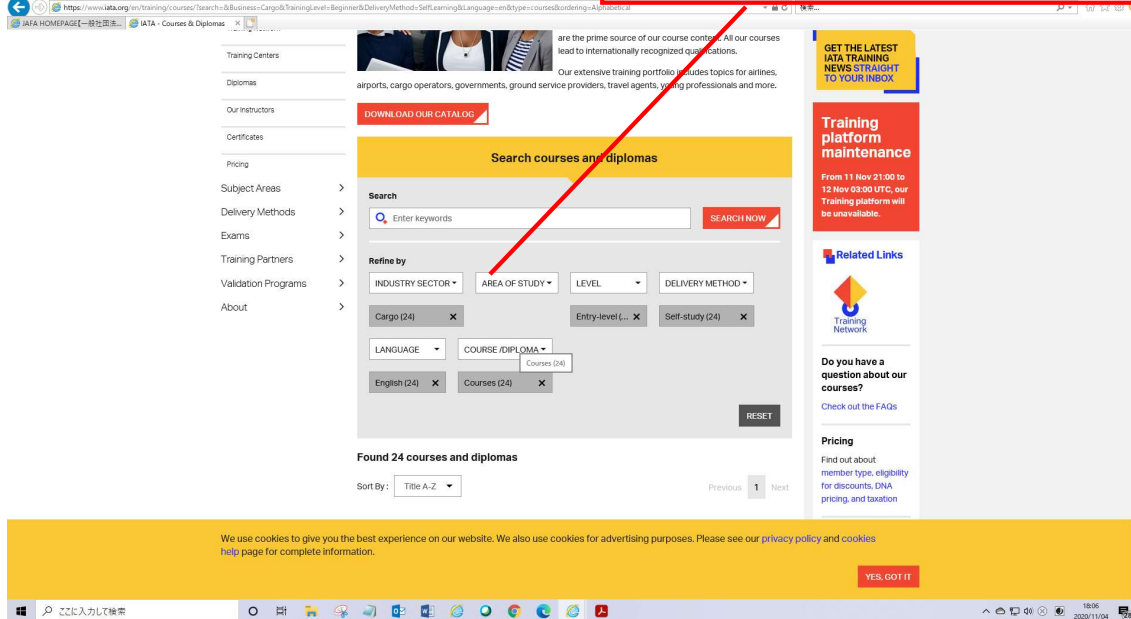 https://www.iata.org/en/training/courses/?search=&Business=Cargo&TrainingLevel=Beginner&DeliveryMethod=SelfLearning&Language=en&type=courses&ordering=Alphabetical
検索...
IAFA HOMEPAGE【一般社団法...
IATA - Courses & Diplomas
Training Centers
Diplomas
Our Instructors
Certificates
Pricing
Subject Areas
Delivery Methods
Exams
Training Partners
Validation Programs
About
are the prime source of our course content. All our courses
lead to internationally recognized qualifications.
Our extensive training portfolio includes topics for airlines,
airports, cargo operators, governments, ground service providers, travel agents, young professionals and more.
DOWNLOAD OUR CATALOG
Search courses and diplomas
Search
Enter keywords
SEARCH NOW
Refine by
INDUSTRY SECTOR
AREA OF STUDY
LEVEL
DELIVERY METHOD
Cargo (24)
Entry-level (...
Self-study (24)
LANGUAGE
COURSE /DIPLOMA
Courses (24)
English (24)
Courses (24)
RESET
Found 24 courses and diplomas
Sort By :
Title A-Z
Previous 1 Next
GET THE LATEST
IATA TRAINING
NEWS STRAIGHT
TO YOUR INBOX
Training
platform
maintenance
From 11 Nov 21:00 to
12 Nov 03:00 UTC, our
Training platform will
be unavailable.
Related Links
Training
Network
Do you have a
question about our
courses?
Check out the FAQs
Pricing
Find out about
member type, eligibility
for discounts, DNA
pricing, and taxation
We use cookies to give you the best experience on our website. We also use cookies for advertising purposes. Please see our privacy policy and cookies
help page for complete information.
YES, GOT IT
ここに入力して検索
18:06
2020/11/04